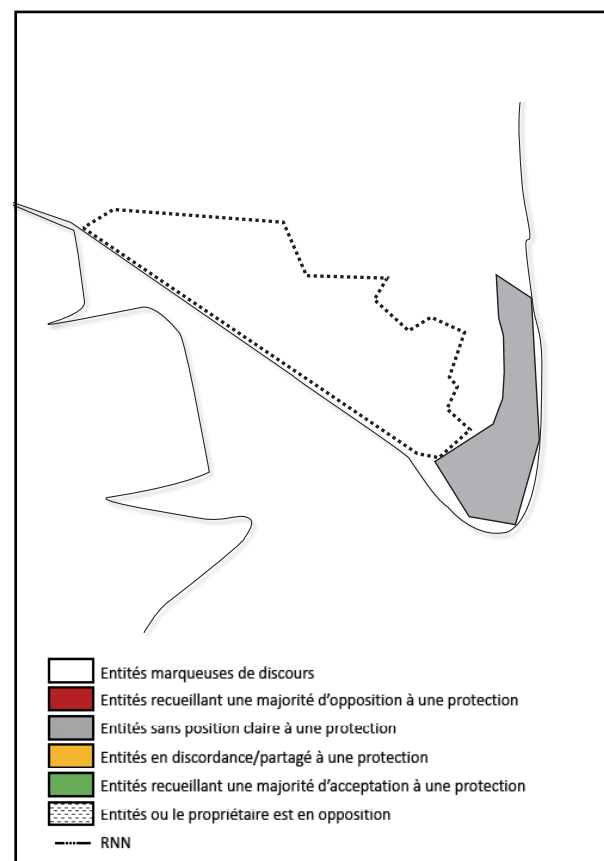 Entités marqueuses de discours
Entités recueillant une majorité d'opposition à une protection
Entités sans position claire à une protection
Entités en discordance/partagé à une protection
Entités recueillant une majorité d'acceptation à une protection
Entités ou le propriétaire est en opposition
RNN